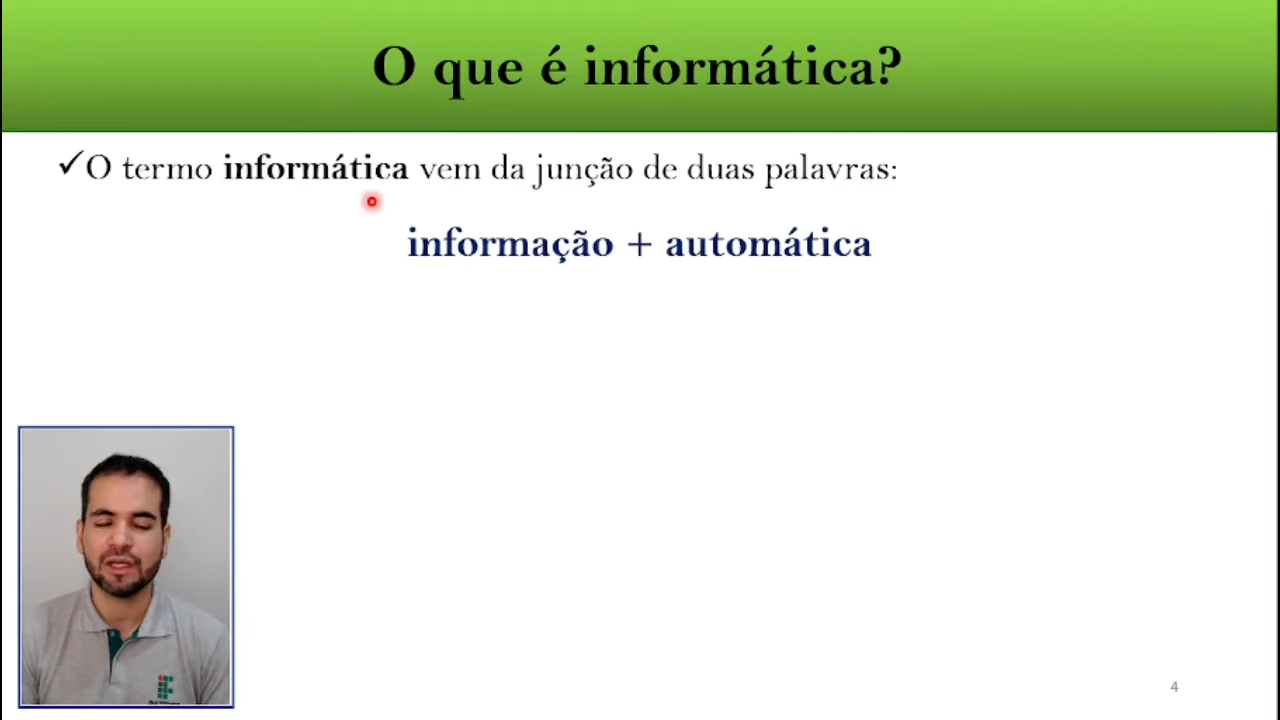 O que é informática?
✓O termo informática vem da junção de duas palavras:
informação + automática
4